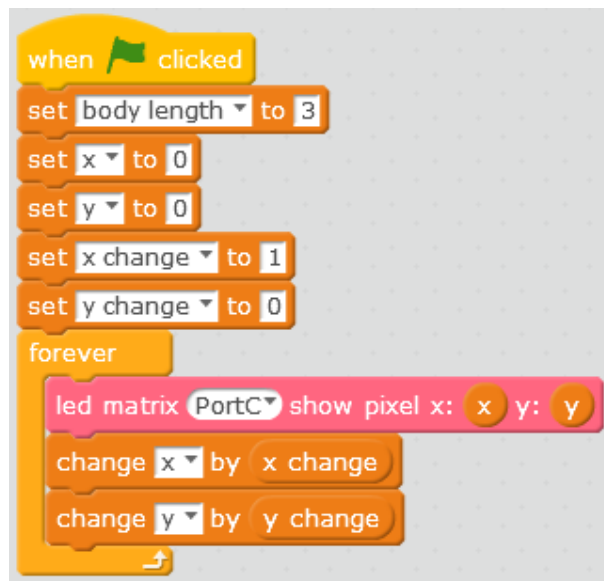 when clicked
set body length to 3
set x to 0
set y to 0
set x change to 1
set y change to 0
forever
led matrix PortC show pixel x: x y: y
change x by x change
change y by y change